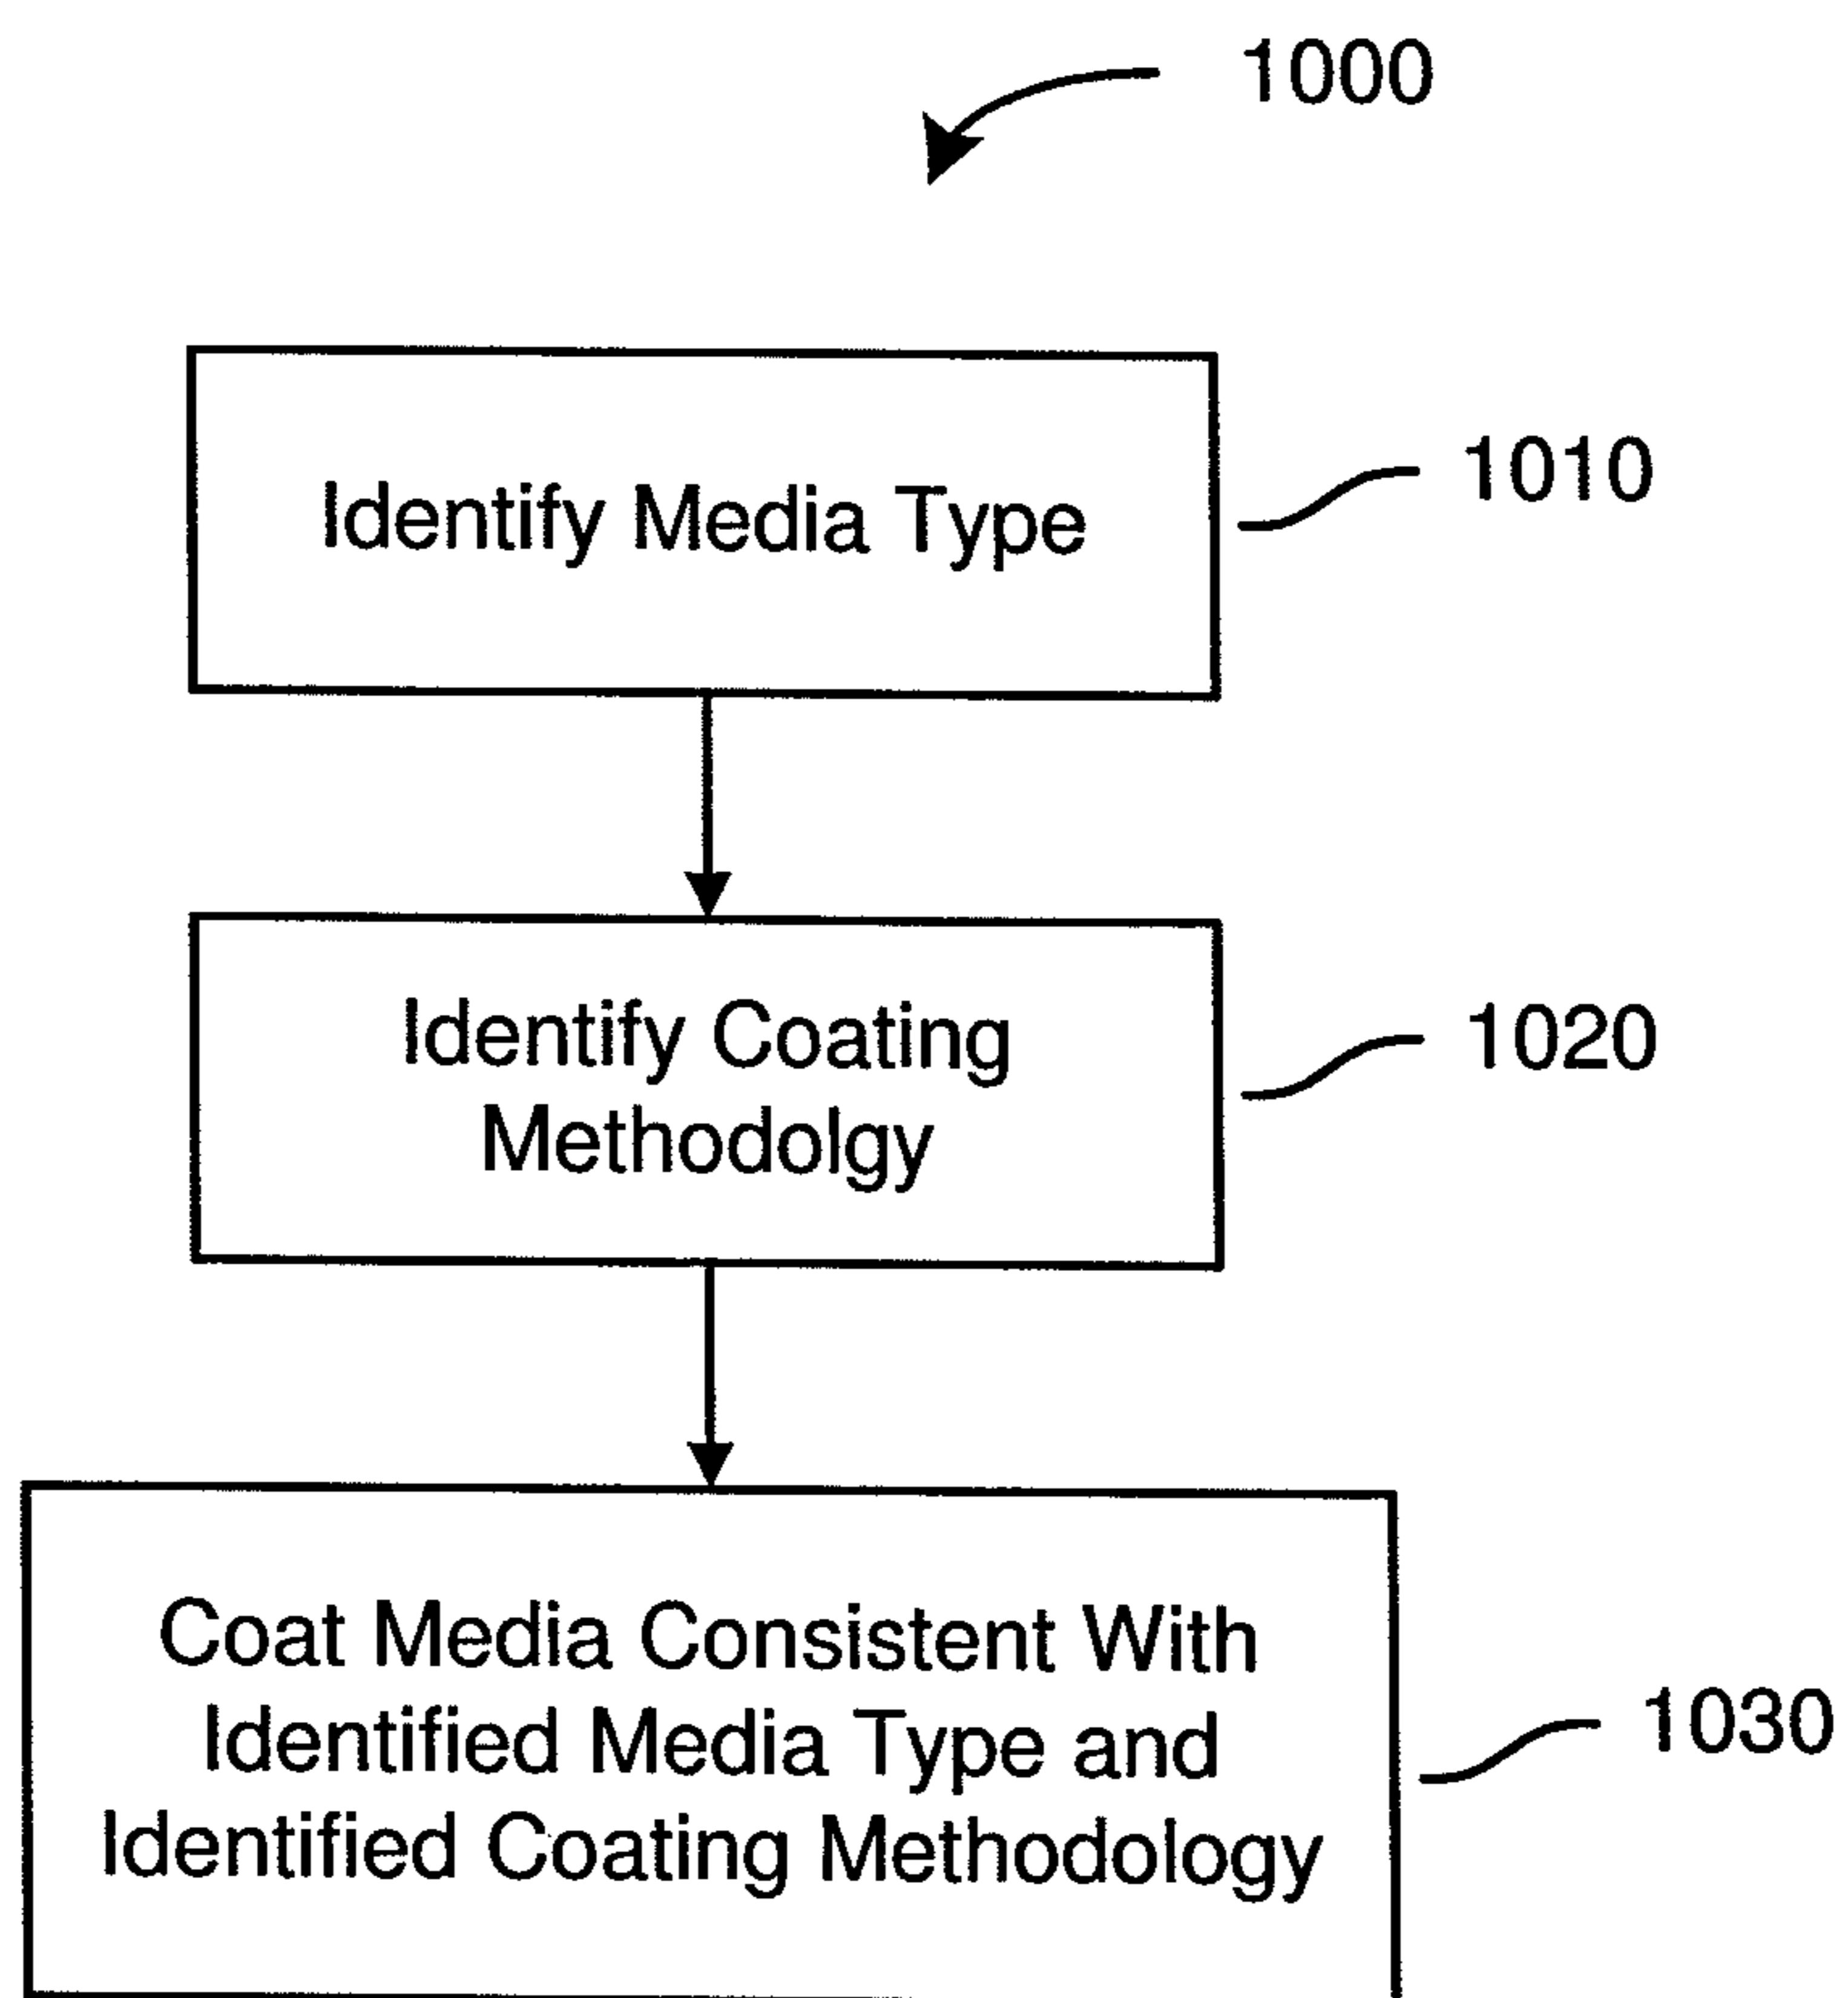 1000
Identify Media Type
1010
Identify Coating
Methodolgy
1020
Coat Media Consistent With
Identified Media Type and
Identified Coating Methodology
1030